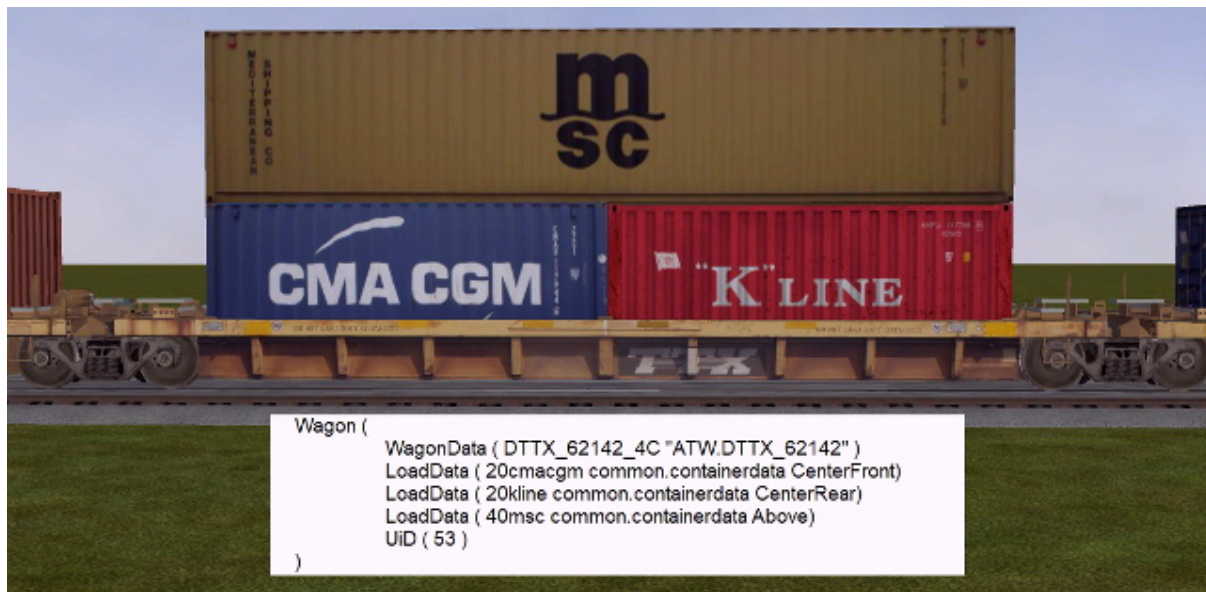 MEDITERRANEAN
SHIPPING CO
m
sc
CMA CGM
"K" LINE
TTX
Wagon (
WagonData ( DTTX_62142_4C "ATW.DTTX_62142" )
LoadData ( 20cmacgm common.containerdata CenterFront)
LoadData ( 20kline common.containerdata CenterRear)
LoadData ( 40msc common.containerdata Above)
UiD ( 53 )
)